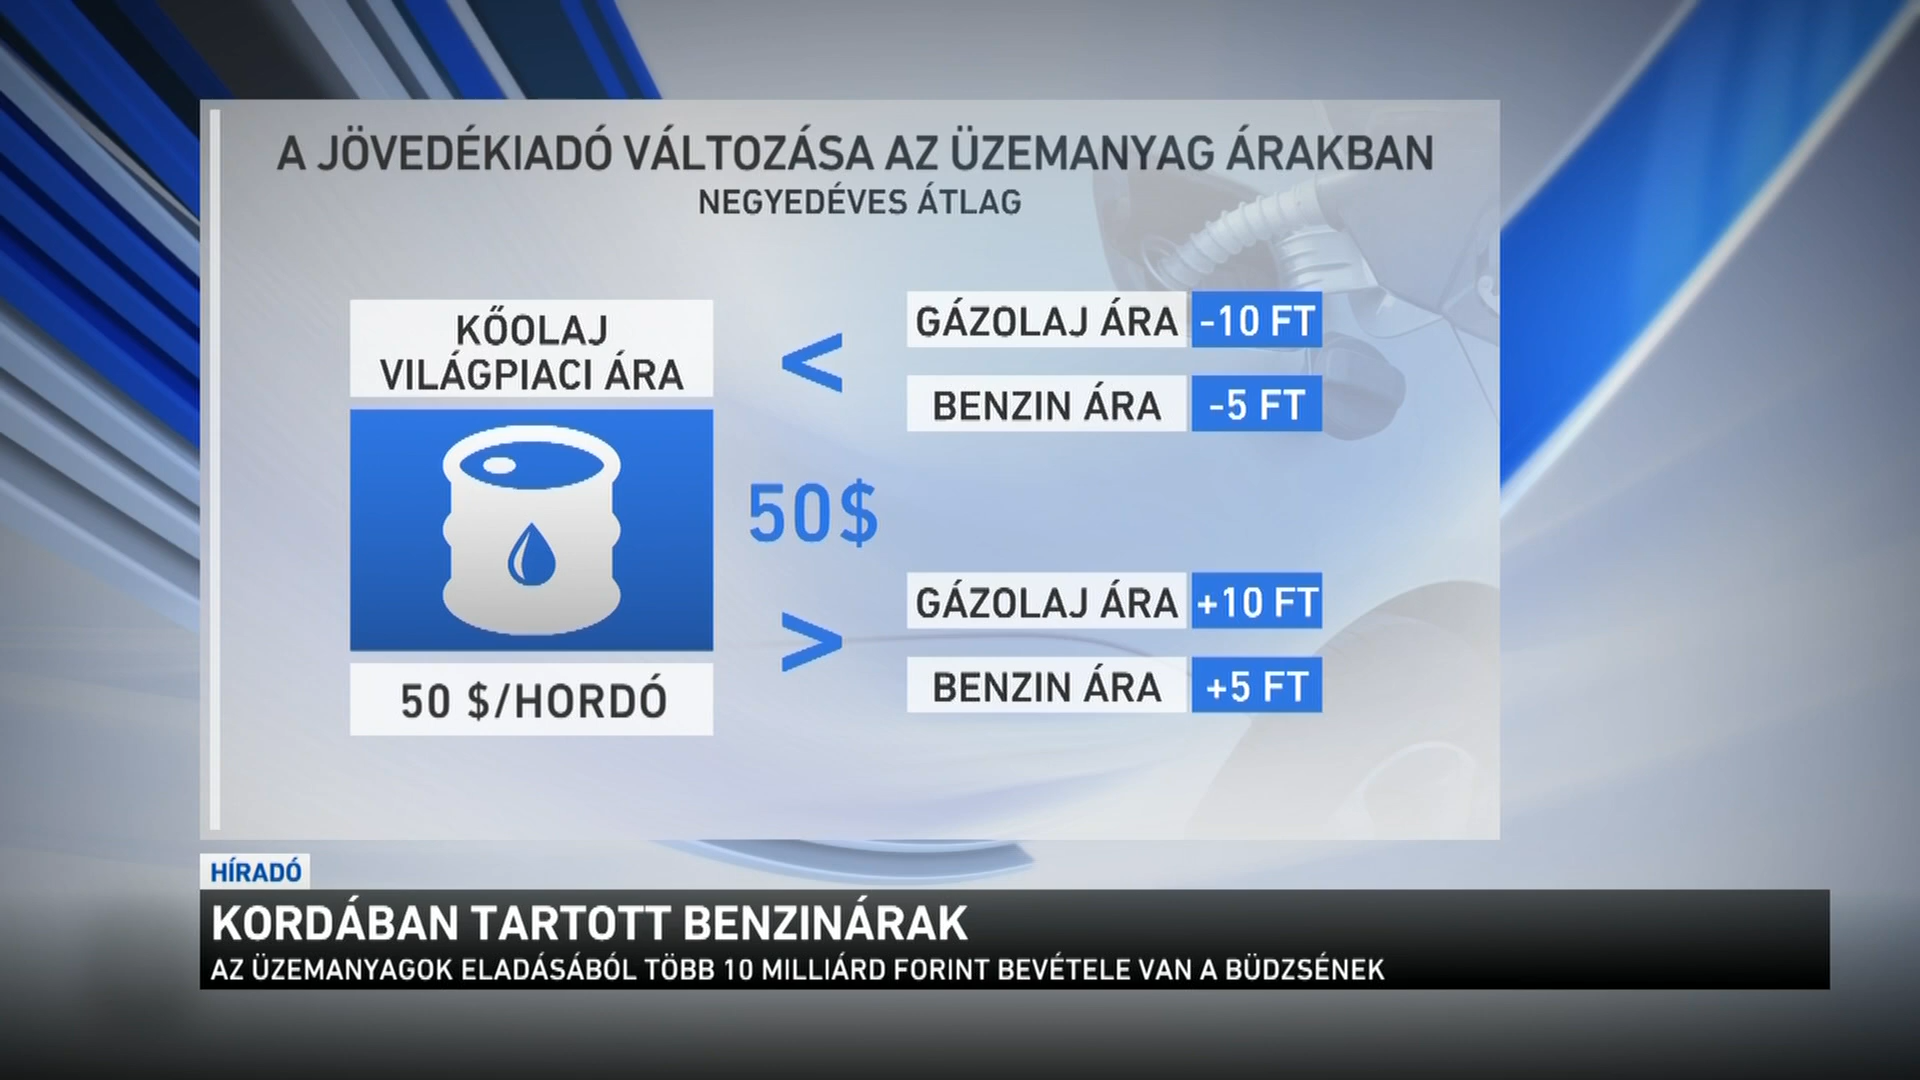 A JÖVEDÉKIADÓ VÁLTOZÁSA AZ ÜZEMANYAG ÁRAKBAN
NEGYEDÉVES ÁTLAG
KŐOLAJ
VILÁGPIACI ÁRA
50 $/HORDÓ
<
GÁZOLAJ ÁRA -10 FT
BENZIN ÁRA -5 FT
50$
>
GÁZOLAJ ÁRA +10 FT
BENZIN ÁRA +5 FT
HÍRADÓ
KORDÁBAN TARTOTT BENZINÁRAK
AZ ÜZEMANYAGOK ELADÁSÁBÓL TÖBB 10 MILLIÁRD FORINT BEVÉTELE VAN A BÜDZSÉNEK